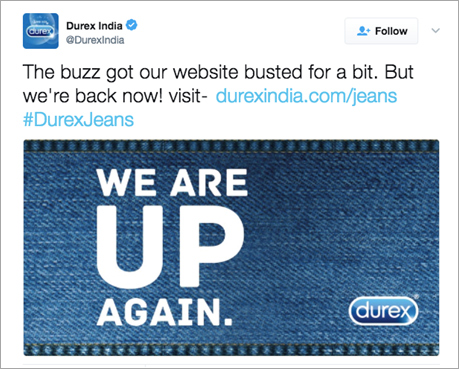 Durex India
@DurexIndia
Follow
The buzz got our website busted for a bit. But
we're back now! visit- durexindia.com/jeans
#DurexJeans
WE ARE
UP
AGAIN.
durex